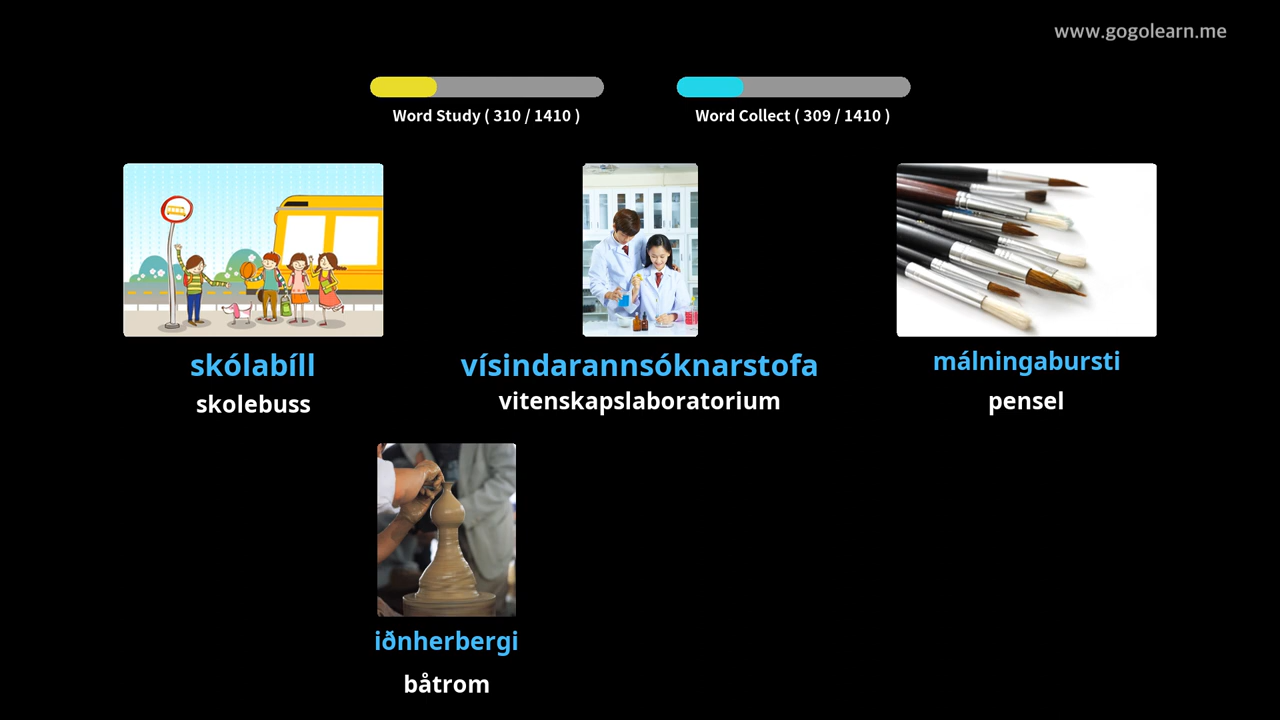 www.gogolearn.me
Word Study ( 310 / 1410 )
Word Collect ( 309 / 1410 )
skólabíll
skolebuss
vísindarannsóknarstofa
vitenskapslaboratorium
málningabursti
pensel
iðnherbergi
båtrom